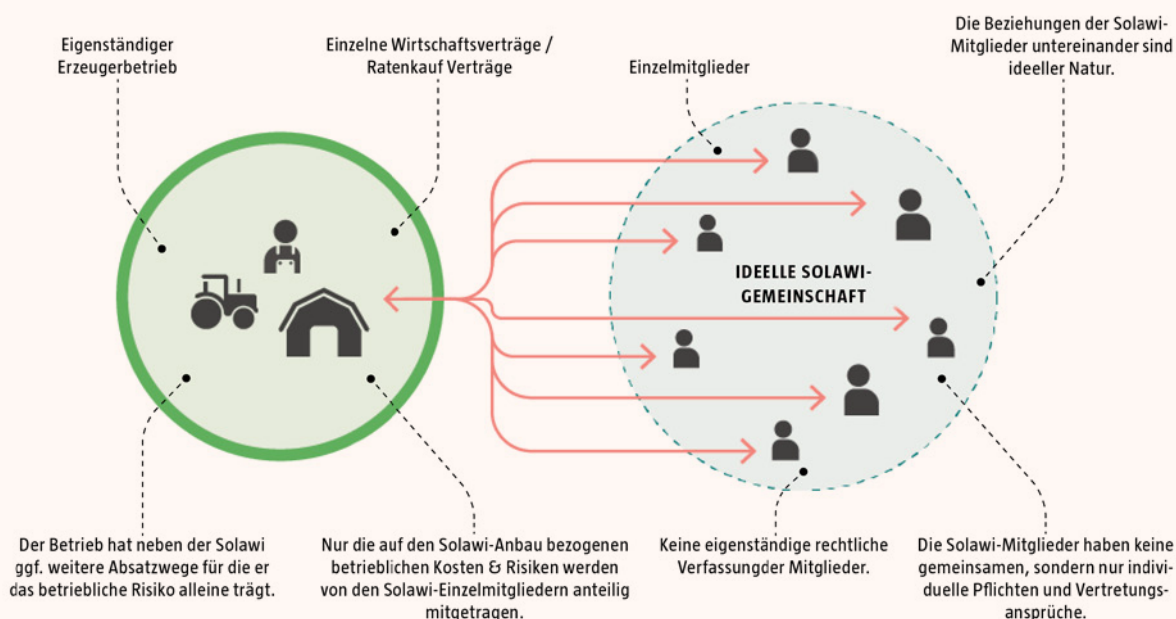 Eigenständiger
Erzeugerbetrieb
Einzelne Wirtschaftsverträge /
Ratenkauf Verträge
Einzelmitglieder
Die Beziehungen der Solawi-
Mitglieder untereinander sind
ideeller Natur.
IDEELLE SOLAWI-
GEMEINSCHAFT
Der Betrieb hat neben der Solawi
ggf. weitere Absatzwege für die er
das betriebliche Risiko alleine trägt.
Nur die auf den Solawi-Anbau bezogenen
betrieblichen Kosten & Risiken werden
von den Solawi-Einzelmitgliedern anteilig
mitgetragen.
Keine eigenständige rechtliche
Verfassungder Mitglieder.
Die Solawi-Mitglieder haben keine
gemeinsamen, sondern nur indivi-
duelle Pflichten und Vertretungs-
ansprüche.